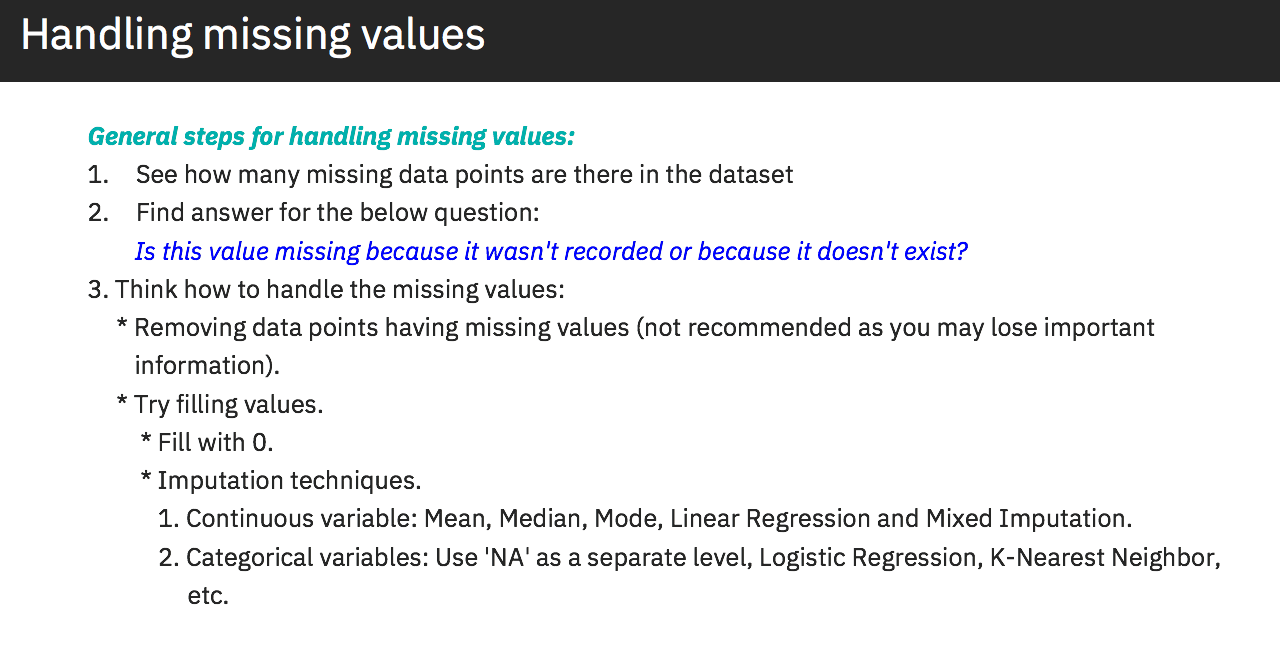 Handling missing values
General steps for handling missing values:
1. See how many missing data points are there in the dataset
2. Find answer for the below question:
Is this value missing because it wasn't recorded or because it doesn't exist?
3. Think how to handle the missing values:
* Removing data points having missing values (not recommended as you may lose important
information).
* Try filling values.
* Fill with 0.
* Imputation techniques.
1. Continuous variable: Mean, Median, Mode, Linear Regression and Mixed Imputation.
2. Categorical variables: Use 'NA' as a separate level, Logistic Regression, K-Nearest Neighbor,
etc.